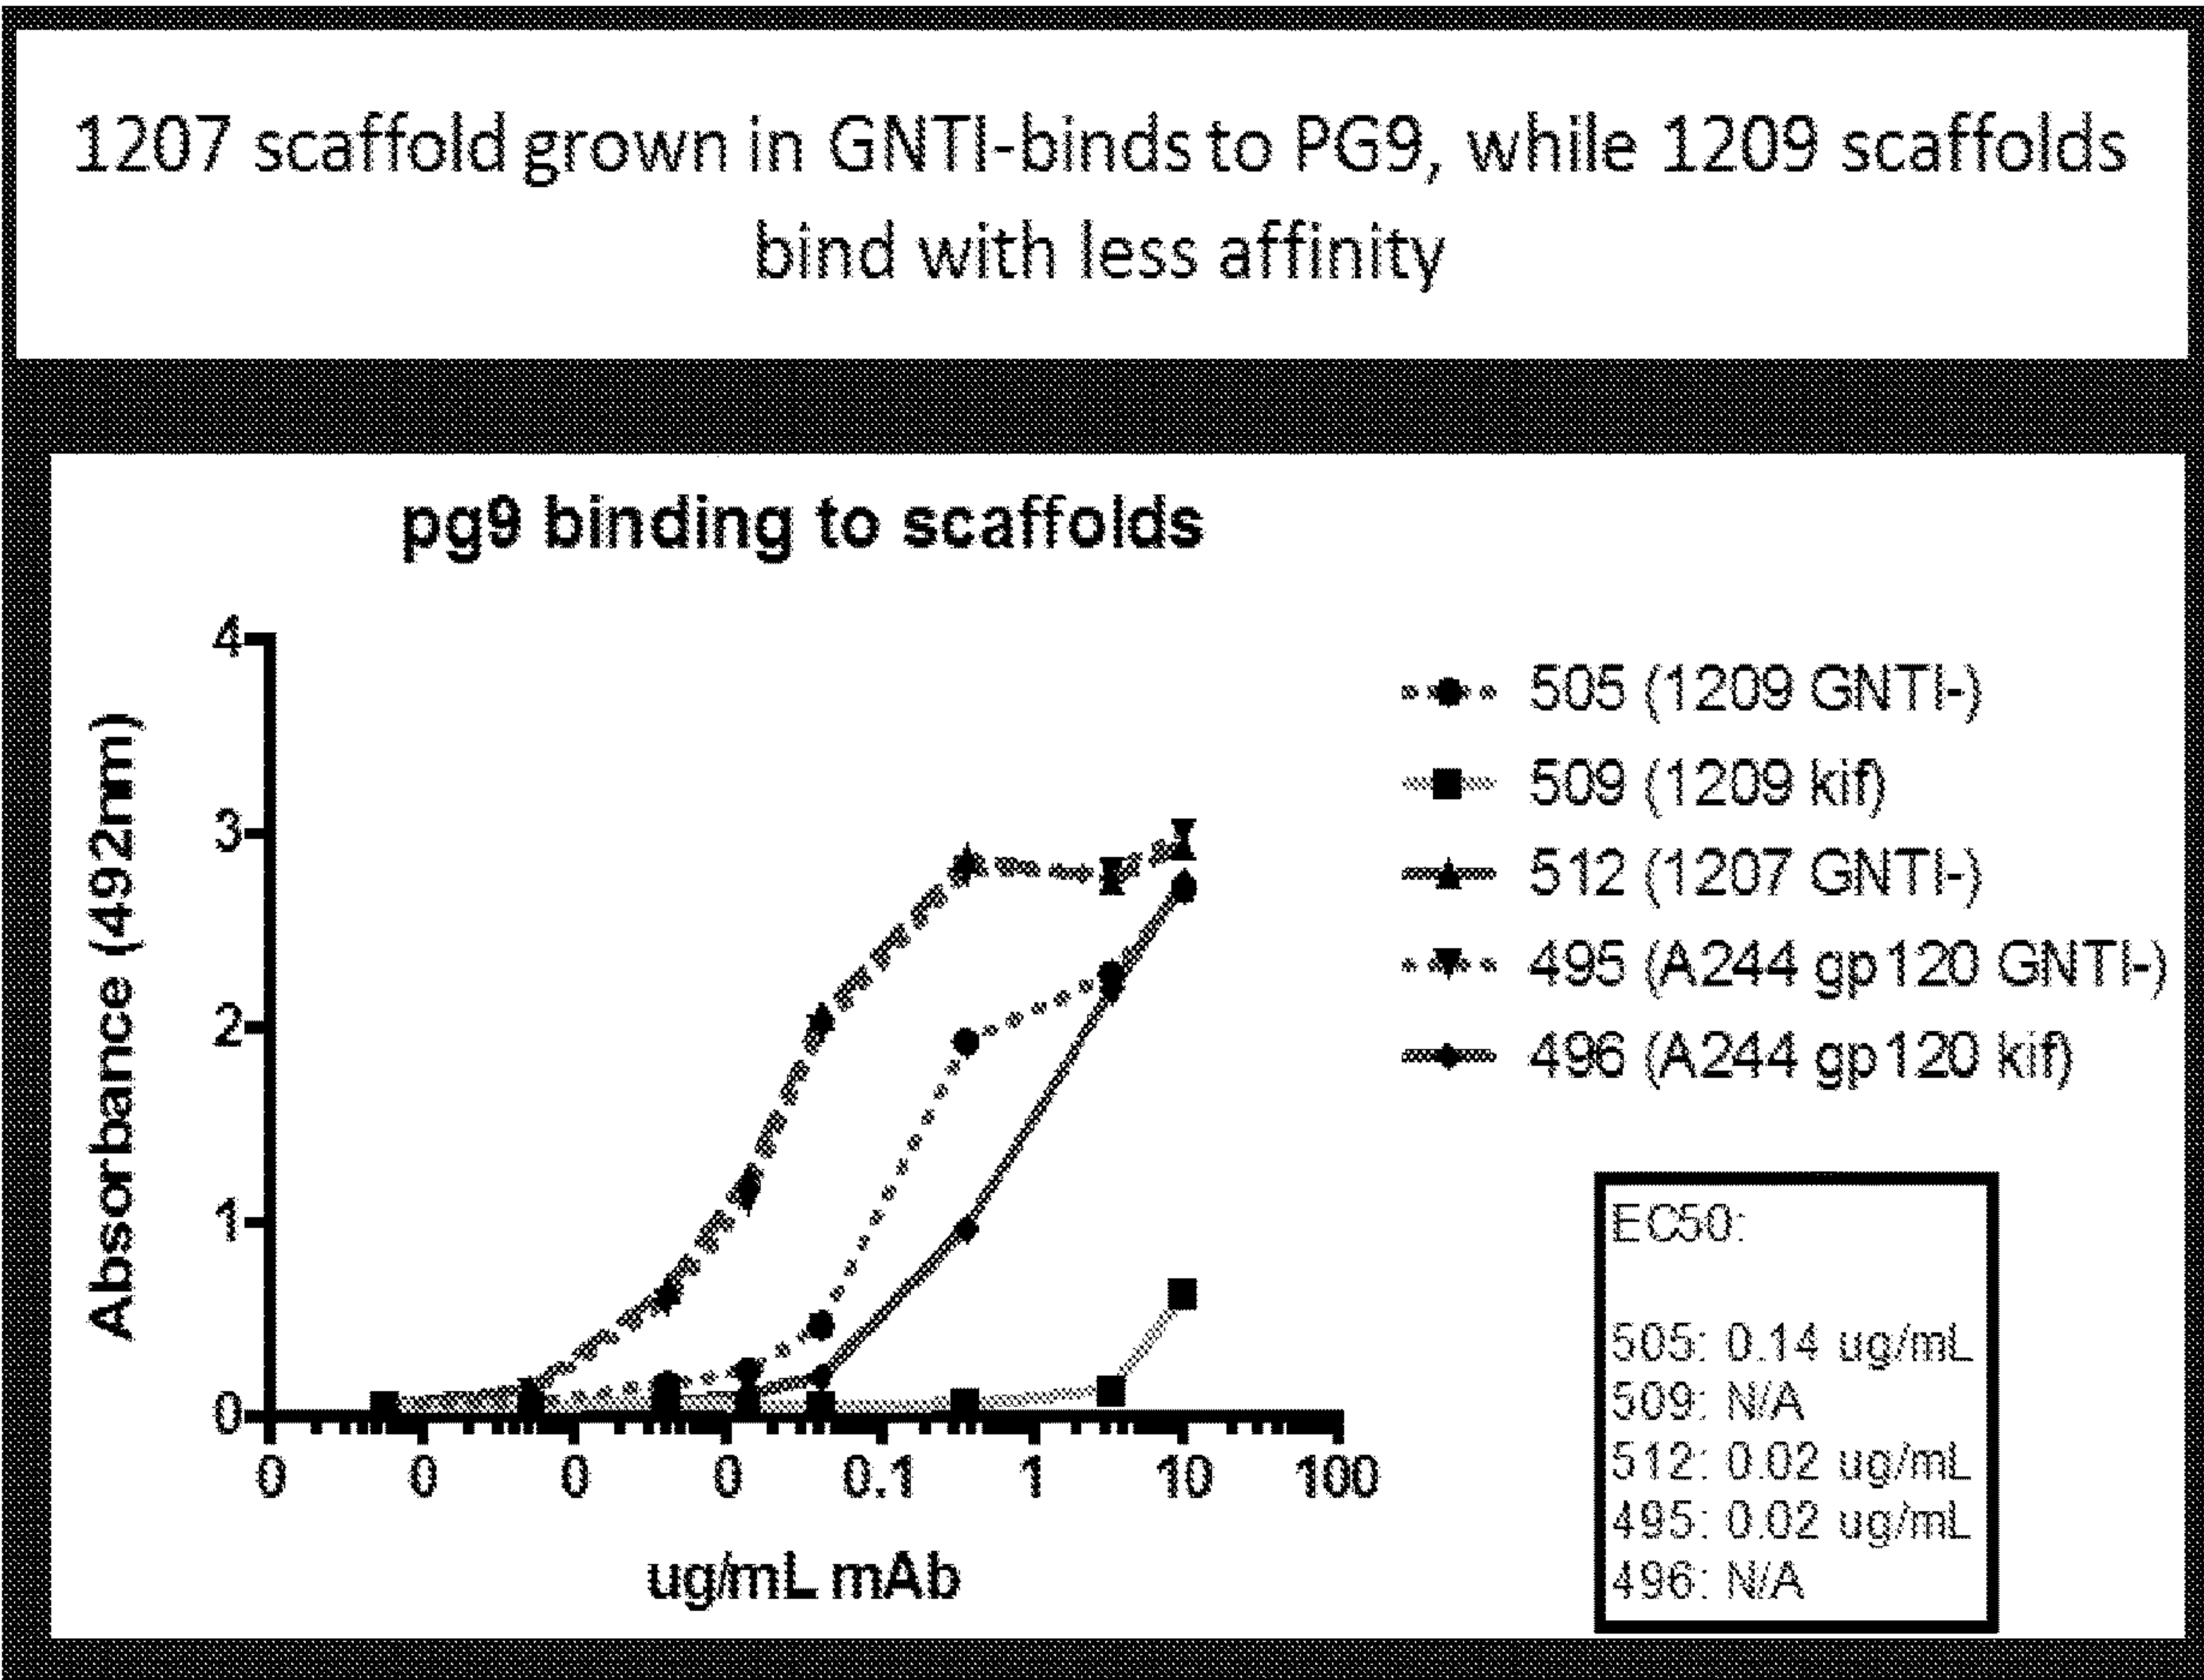 1207 scaffold grown in GNTI-binds to PG9, while 1209 scaffolds
bind with less affinity
pg9 binding to scaffolds
Absorbance (492nm)
4
3
2
1
0
0 0 0 0 0.1 1 10 100
ug/mL mAb
505 (1209 GNTI-)
509 (1209 kif)
512 (1207 GNTI-)
495 (A244 gp120 GNTI-)
496 (A244 gp120 kif)
EC50:
505: 0.14 ug/mL
509: N/A
512: 0.02 ug/mL
495: 0.02 ug/mL
496: N/A